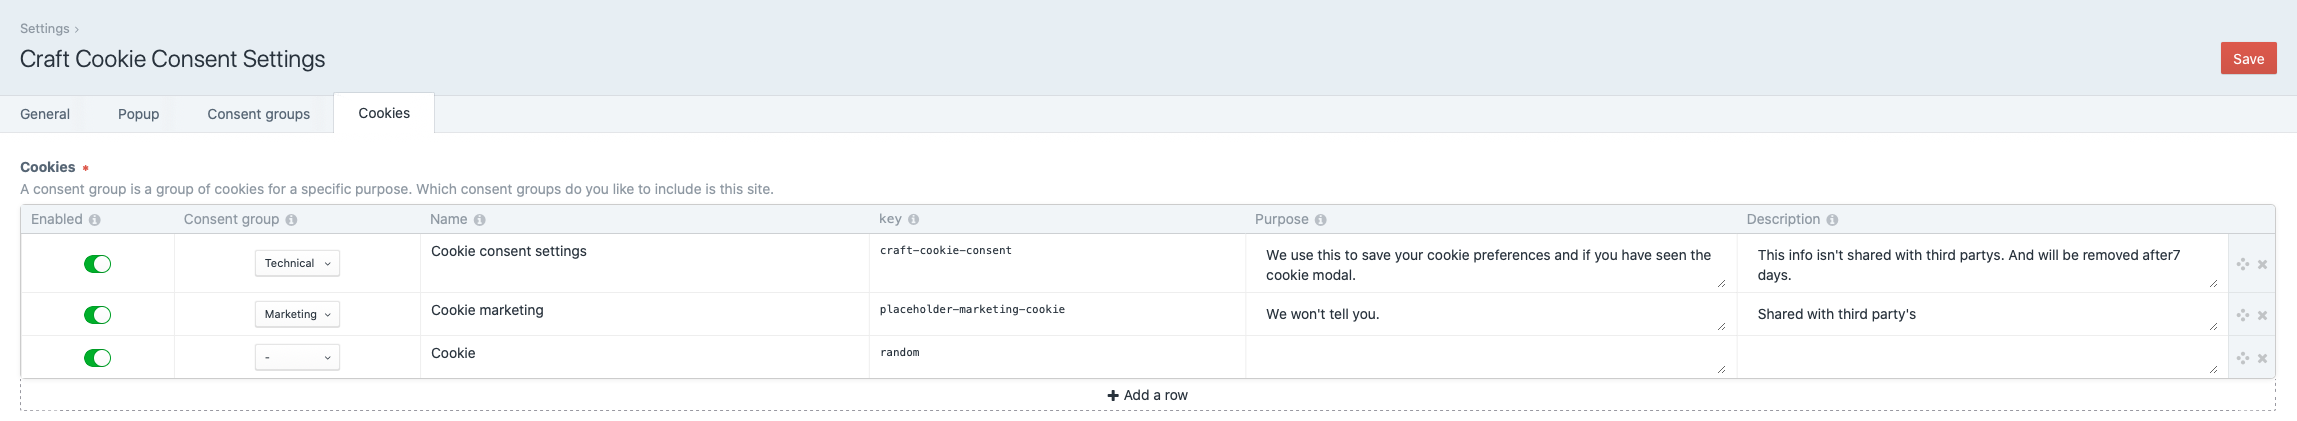 Settings ›
Craft Cookie Consent Settings
Save
General Popup Consent groups Cookies
Cookies *
A consent group is a group of cookies for a specific purpose. Which consent groups do you like to include is this site.
Enabled Consent group Name key Purpose Description
Technical Cookie consent settings craft-cookie-consent We use this to save your cookie preferences and if you have seen the This info isn't shared with third partys. And will be removed after7
cookie modal. days.
Marketing Cookie marketing placeholder-marketing-cookie We won't tell you. Shared with third party's
- Cookie random
+ Add a row